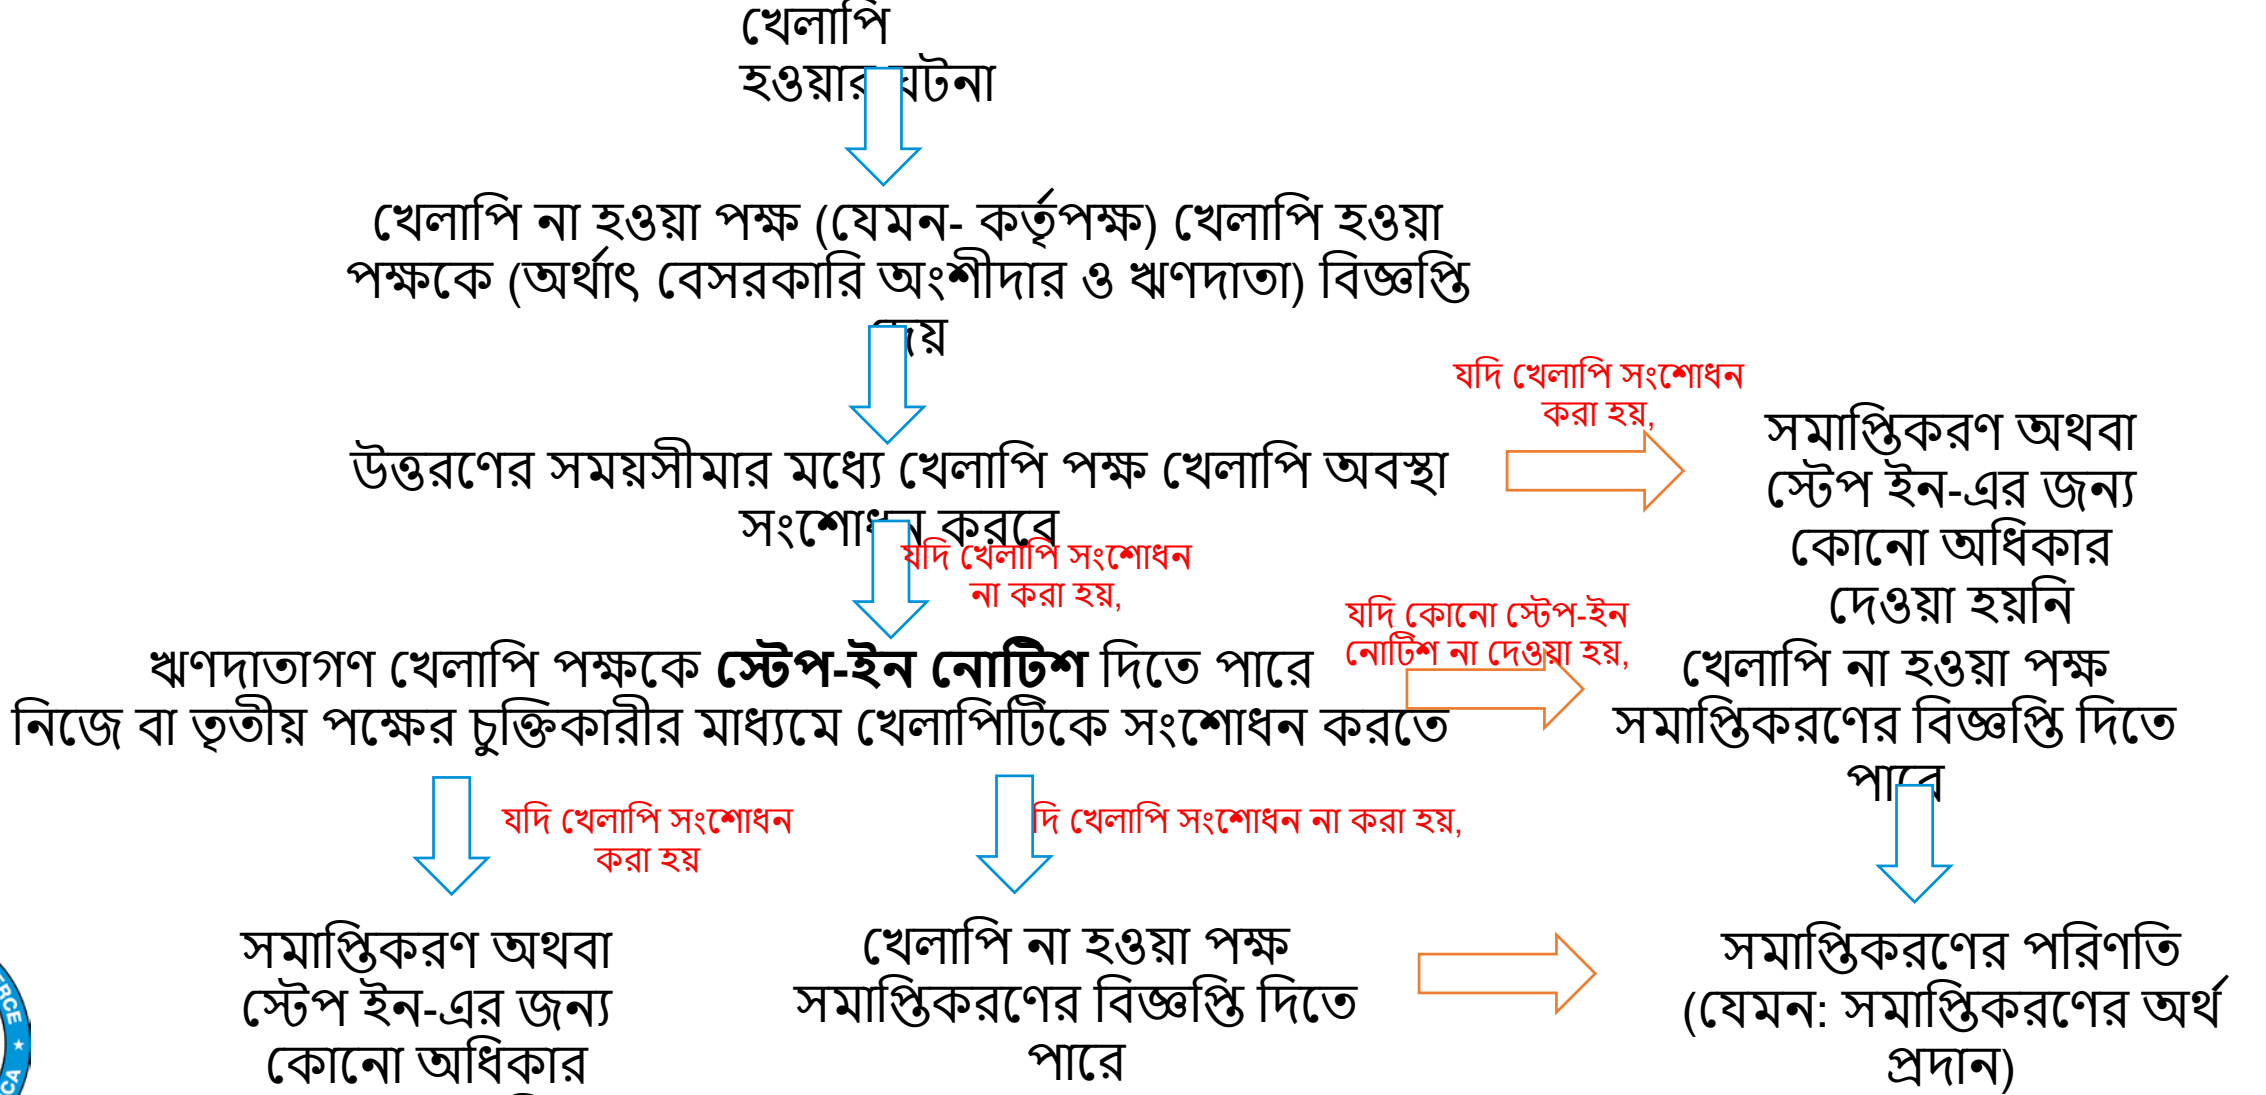 খেলাপি
হওয়ার ঘটনা
খেলাপি না হওয়া পক্ষ (যেমন- কর্তৃপক্ষ) খেলাপি হওয়া
পক্ষকে (অর্থাৎ বেসরকারি অংশীদার ও ঋণদাতা) বিজ্ঞপ্তি
দেয়
যদি খেলাপি সংশোধন
করা হয়,
উত্তরণের সময়সীমার মধ্যে খেলাপি পক্ষ খেলাপি অবস্থা
সংশোধন করবে
সমাপ্তিকরণ অথবা
স্টেপ ইন-এর জন্য
কোনো অধিকার
দেওয়া হয়নি
যদি খেলাপি সংশোধন
না করা হয়,
যদি কোনো স্টেপ-ইন
নোটিশ না দেওয়া হয়,
ঋণদাতাগণ খেলাপি পক্ষকে স্টেপ-ইন নোটিশ দিতে পারে
নিজে বা তৃতীয় পক্ষের চুক্তিকারীর মাধ্যমে খেলাপিটিকে সংশোধন করতে
খেলাপি না হওয়া পক্ষ
সমাপ্তিকরণের বিজ্ঞপ্তি দিতে
পারে
যদি খেলাপি সংশোধন
করা হয়
দি খেলাপি সংশোধন না করা হয়,
সমাপ্তিকরণ অথবা
স্টেপ ইন-এর জন্য
কোনো অধিকার
খেলাপি না হওয়া পক্ষ
সমাপ্তিকরণের বিজ্ঞপ্তি দিতে
পারে
সমাপ্তিকরণের পরিণতি
(যেমন: সমাপ্তিকরণের অর্থ
প্রদান)